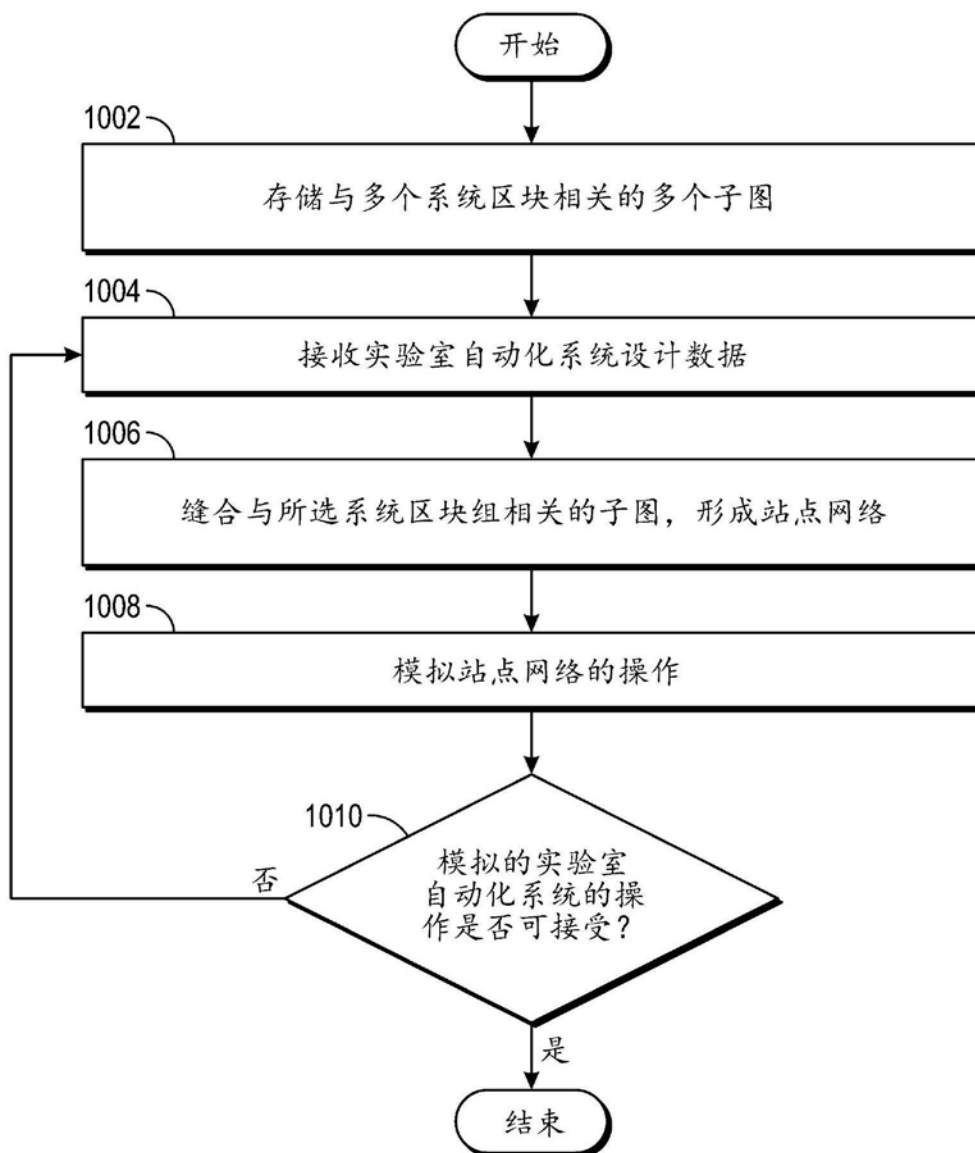 开始
1002
存储与多个系统区块相关的多个子图
1004
接收实验室自动化系统设计数据
1006
缝合与所选系统区块组相关的子图，形成站点网络
1008
模拟站点网络的操作
1010
模拟的实验室
自动化系统的操
作是否可接受？
否
是
结束